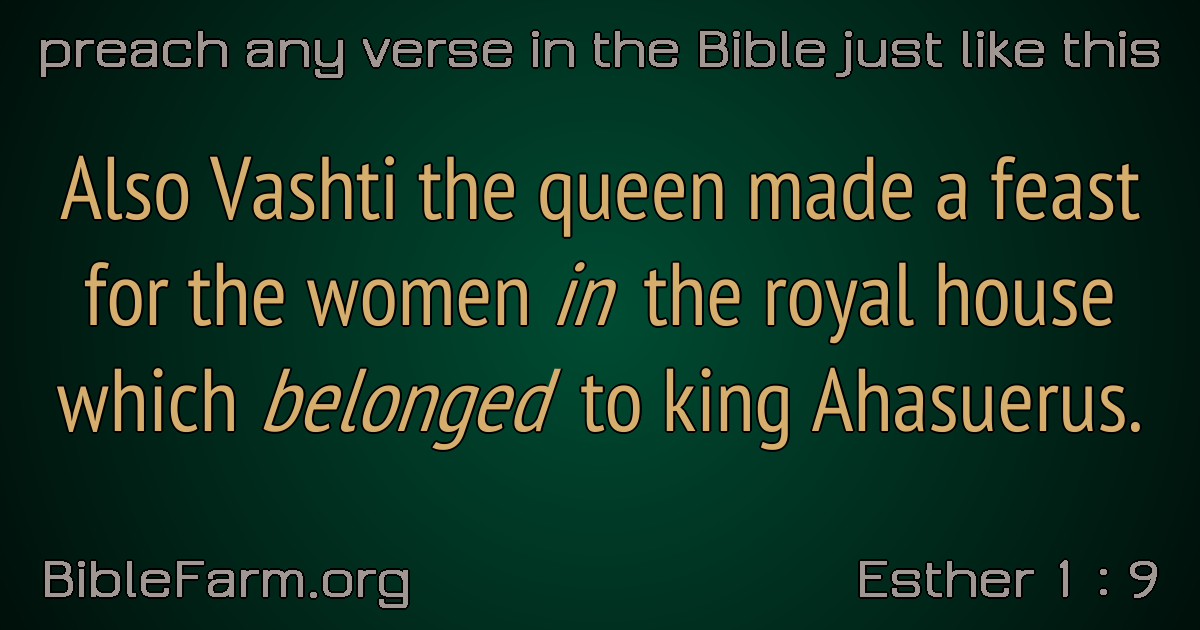 preach any verse in the Bible just like this
Also Vashti the queen made a feast
for the women in the royal house
which belonged to king Ahasuerus.
BibleFarm.org
Esther 1 : 9